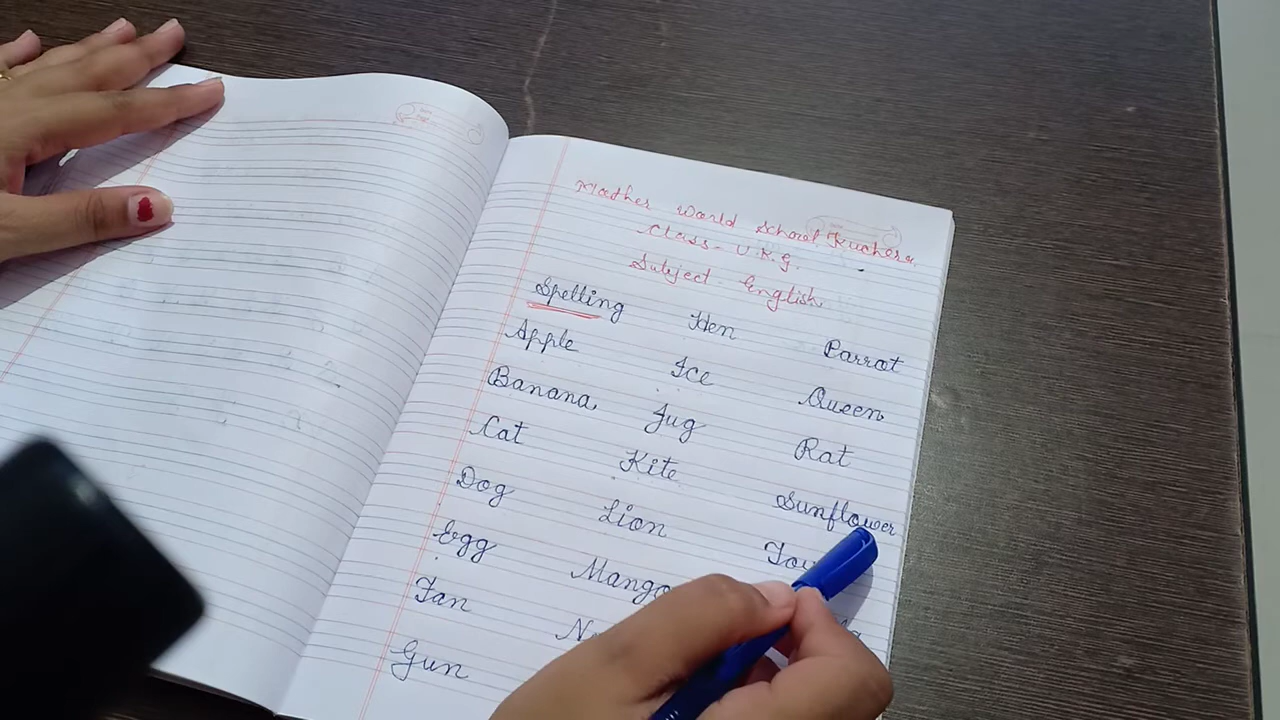 Mother World School Kuchera
Class - U.K.G.
Subject - English
Spelling Hen Parrot
Apple Ice Queen
Banana Jug Rat
Cat Kite Sunflower
Dog Lion
Egg Mango
Fan
Gun